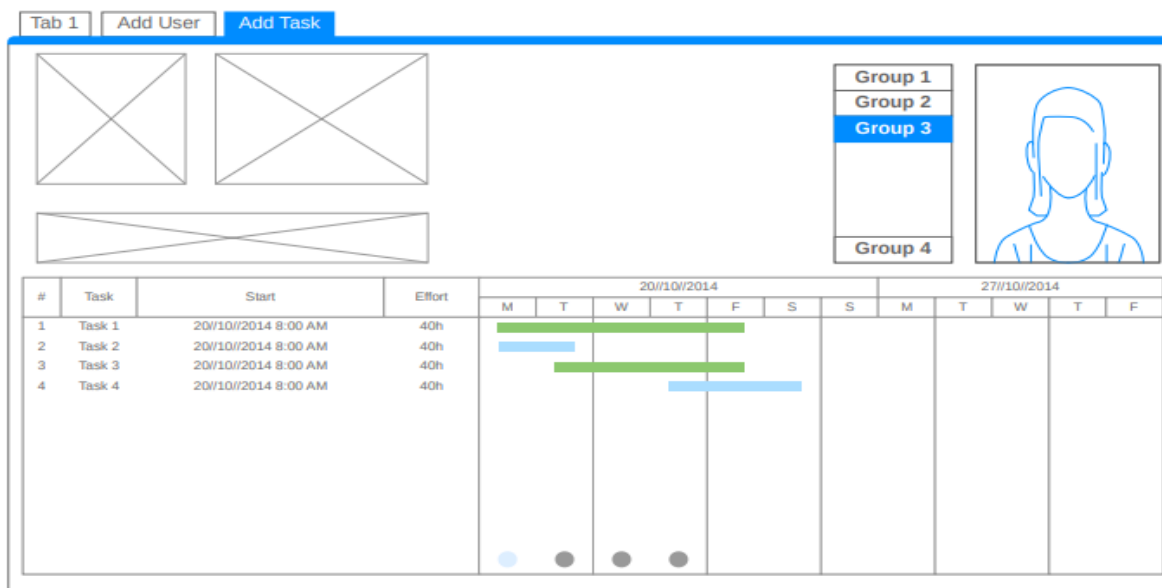 Tab 1 Add User Add Task
Group 1
Group 2
Group 3
Group 4
# Task Start Effort 20//10//2014 27//10//2014
M T W T F S S M T W T F
1 Task 1 20//10//2014 8:00 AM 40h
2 Task 2 20//10//2014 8:00 AM 40h
3 Task 3 20//10//2014 8:00 AM 40h
4 Task 4 20//10//2014 8:00 AM 40h